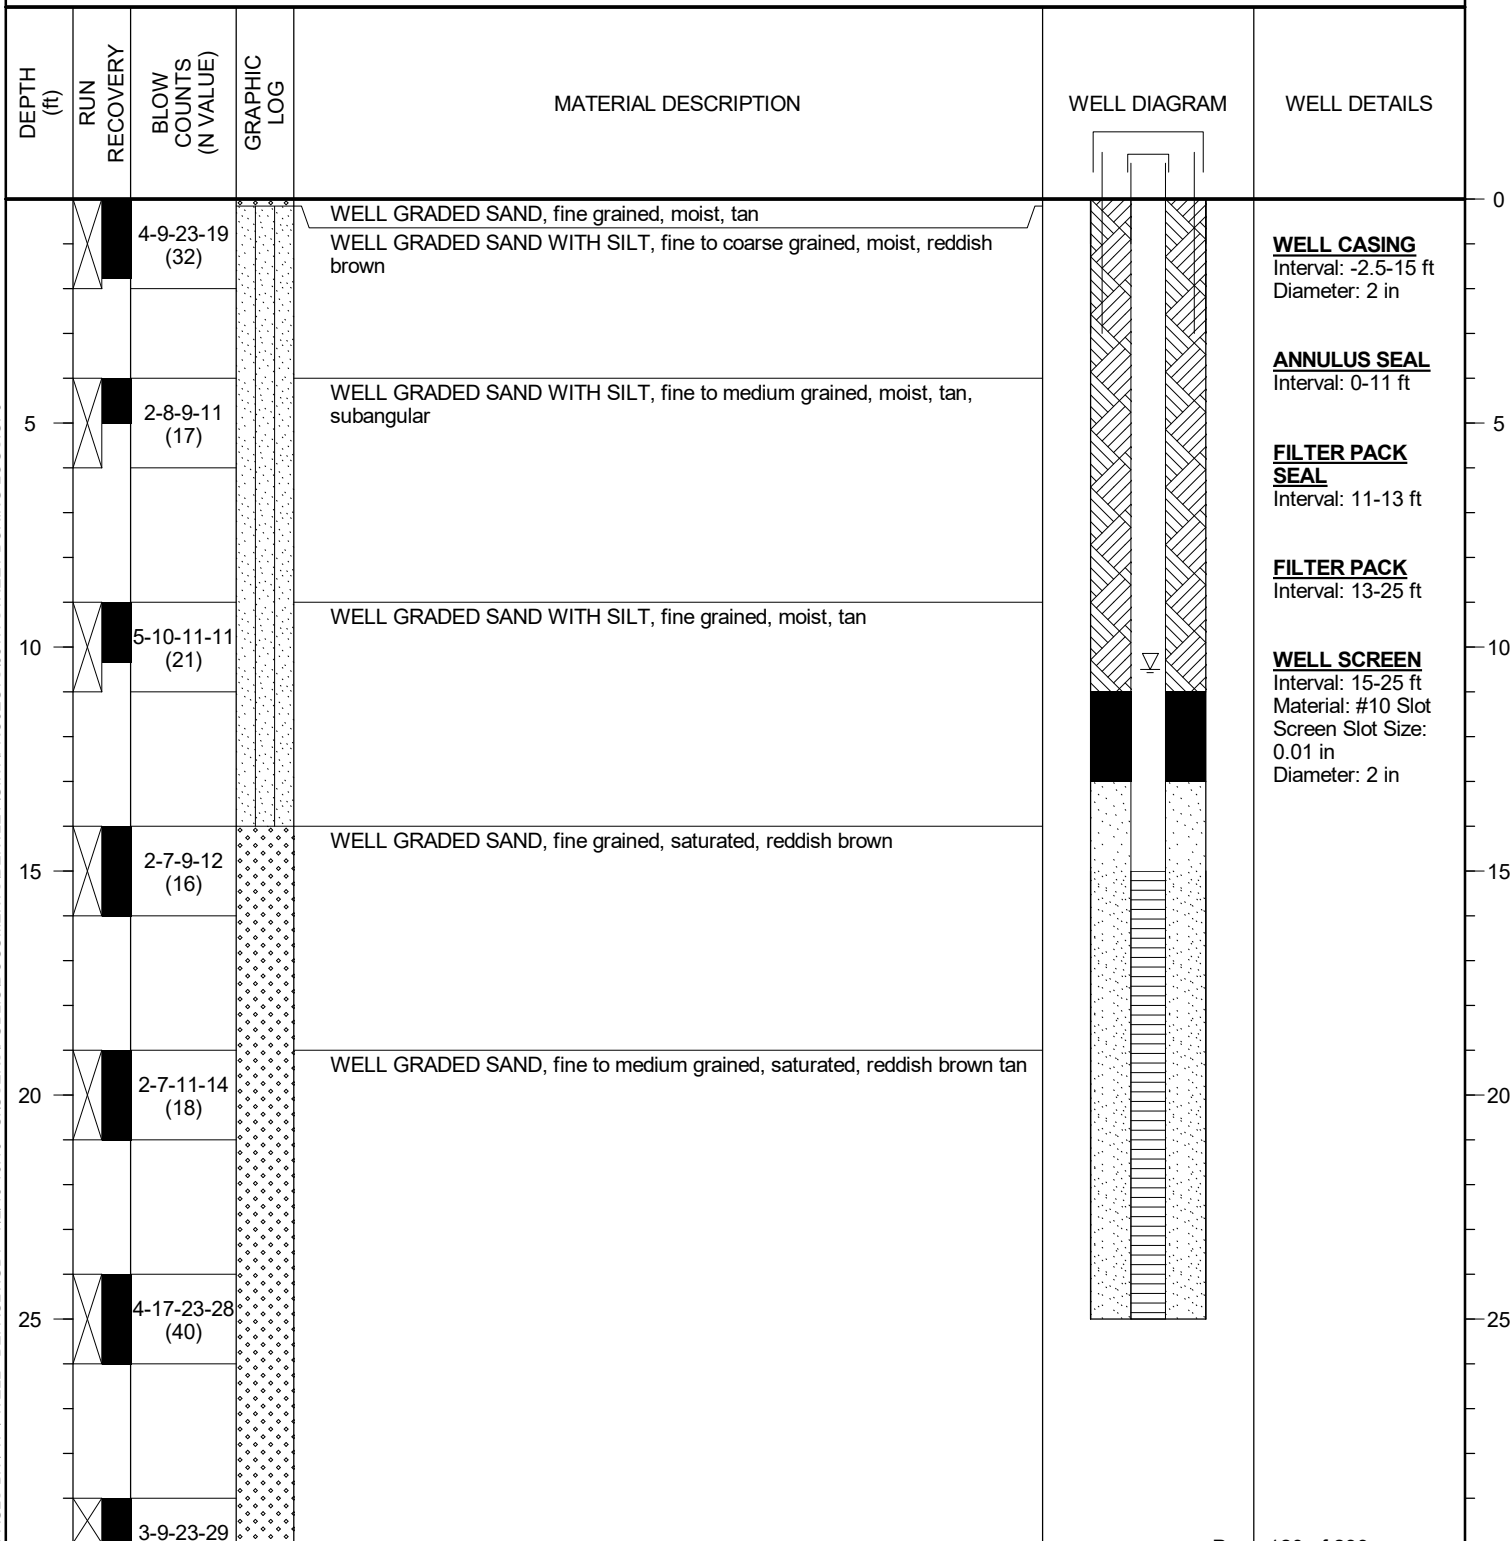 DEPTH
(ft)
RUN
RECOVERY
BLOW
COUNTS
(N VALUE)
GRAPHIC
LOG
MATERIAL DESCRIPTION
WELL DIAGRAM
WELL DETAILS
0
WELL GRADED SAND, fine grained, moist, tan
4-9-23-19
(32)
WELL GRADED SAND WITH SILT, fine to coarse grained, moist, reddish
brown
WELL CASING
Interval: -2.5-15 ft
Diameter: 2 in
ANNULUS SEAL
Interval: 0-11 ft
5
2-8-9-11
(17)
WELL GRADED SAND WITH SILT, fine to medium grained, moist, tan,
subangular
5
FILTER PACK
SEAL
Interval: 11-13 ft
FILTER PACK
Interval: 13-25 ft
10
5-10-11-11
(21)
WELL GRADED SAND WITH SILT, fine grained, moist, tan
10
WELL SCREEN
Interval: 15-25 ft
Material: #10 Slot
Screen Slot Size:
0.01 in
Diameter: 2 in
15
2-7-9-12
(16)
WELL GRADED SAND, fine grained, saturated, reddish brown
15
20
2-7-11-14
(18)
WELL GRADED SAND, fine to medium grained, saturated, reddish brown tan
20
25
4-17-23-28
(40)
25
3-9-23-29